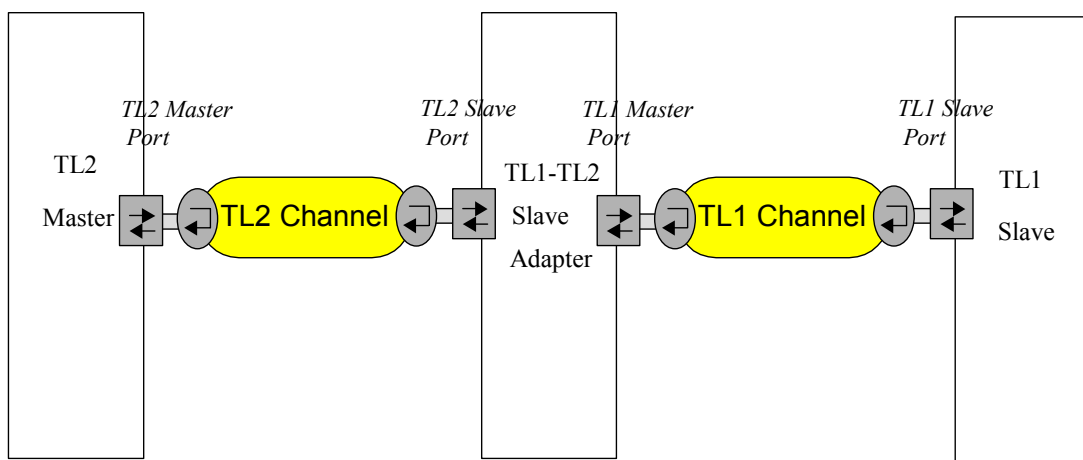 TL2 Master
Port
TL2 Slave
Port
TL1 Master
Port
TL1 Slave
Port
TL2
Master
TL2 Channel
TL1-TL2
Slave
Adapter
TL1 Channel
TL1
Slave